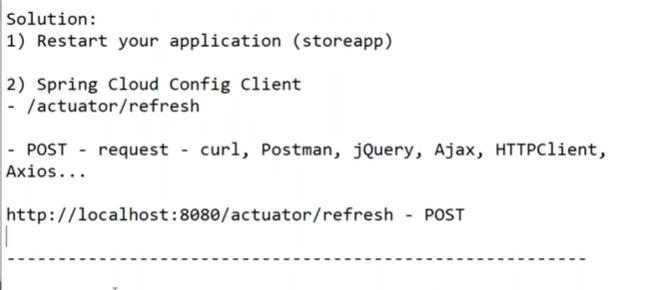 Solution:
1) Restart your application (storeapp)
2) Spring Cloud Config Client
- /actuator/refresh
- POST - request - curl, Postman, jQuery, Ajax, HTTPClient,
Axios...
http://localhost:8080/actuator/refresh - POST
---------------------------------------------------------